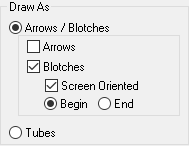 Draw As
Arrows / Blotches
Arrows
Blotches
Screen Oriented
Begin End
Tubes